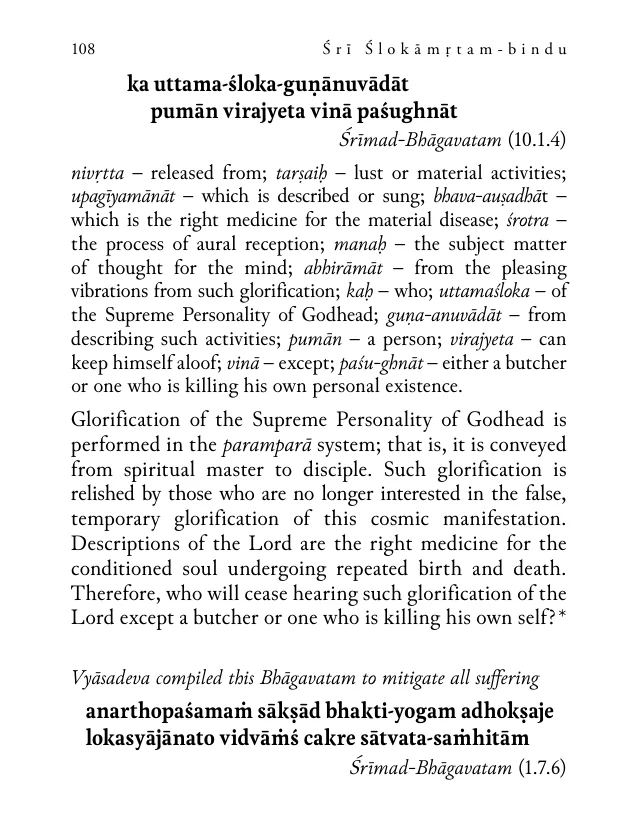 108 Śrī Ślokāmṛtam-bindu
ka uttama-śloka-guṇānuvādāt
pumān virajyeta vinā paśughnāt
Śrīmad-Bhāgavatam (10.1.4)
nivṛtta – released from; tarṣaiḥ – lust or material activities;
upagīyamānāt – which is described or sung; bhava-auṣadhāt –
which is the right medicine for the material disease; śrotra –
the process of aural reception; manaḥ – the subject matter
of thought for the mind; abhirāmāt – from the pleasing
vibrations from such glorification; kaḥ – who; uttamaśloka – of
the Supreme Personality of Godhead; guṇa-anuvādāt – from
describing such activities; pumān – a person; virajyeta – can
keep himself aloof; vinā – except; paśu-ghnāt – either a butcher
or one who is killing his own personal existence.
Glorification of the Supreme Personality of Godhead is
performed in the paramparā system; that is, it is conveyed
from spiritual master to disciple. Such glorification is
relished by those who are no longer interested in the false,
temporary glorification of this cosmic manifestation.
Descriptions of the Lord are the right medicine for the
conditioned soul undergoing repeated birth and death.
Therefore, who will cease hearing such glorification of the
Lord except a butcher or one who is killing his own self?*
Vyāsadeva compiled this Bhāgavatam to mitigate all suffering
anarthopaśamaṁ sākṣād bhakti-yogam adhokṣaje
lokasyājānato vidvāṁś cakre sātvata-saṁhitām
Śrīmad-Bhāgavatam (1.7.6)